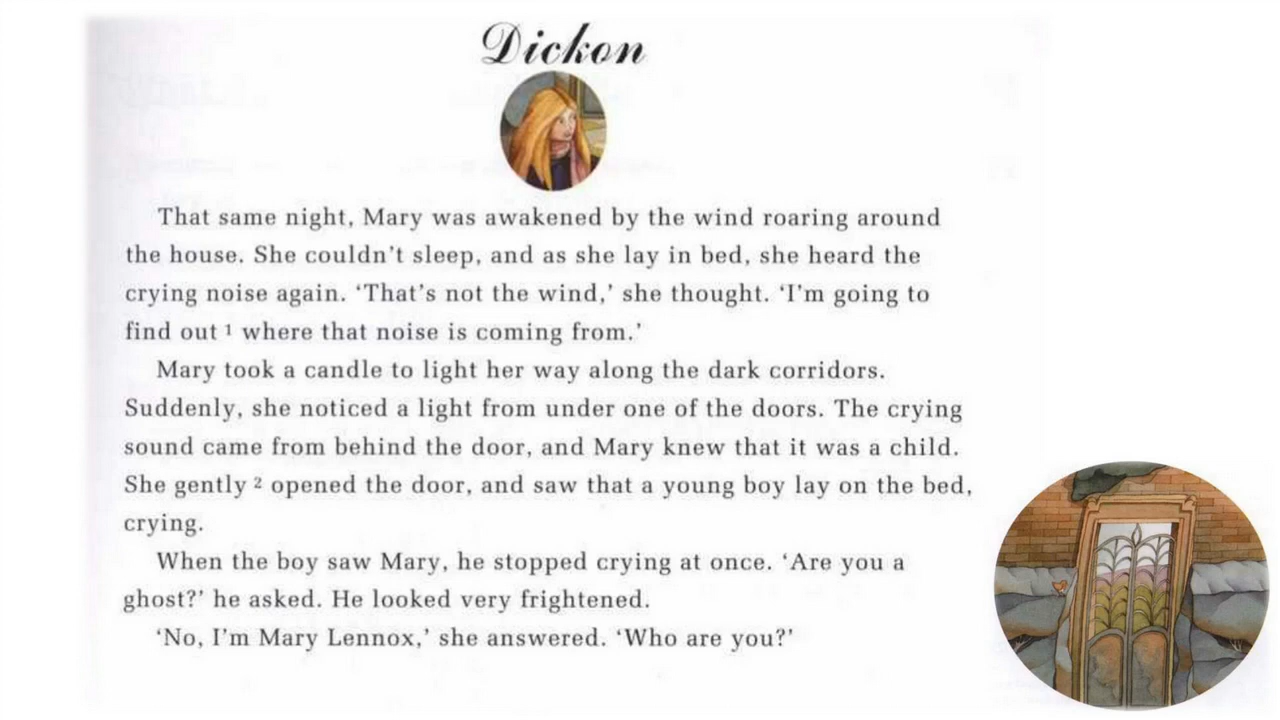 Dickon
That same night, Mary was awakened by the wind roaring around
the house. She couldn't sleep, and as she lay in bed, she heard the
crying noise again. ‘That's not the wind,’ she thought. ‘I'm going to
find out ¹ where that noise is coming from.’
Mary took a candle to light her way along the dark corridors.
Suddenly, she noticed a light from under one of the doors. The crying
sound came from behind the door, and Mary knew that it was a child.
She gently ² opened the door, and saw that a young boy lay on the bed,
crying.
When the boy saw Mary, he stopped crying at once. ‘Are you a
ghost?’ he asked. He looked very frightened.
‘No, I'm Mary Lennox,’ she answered. ‘Who are you?’